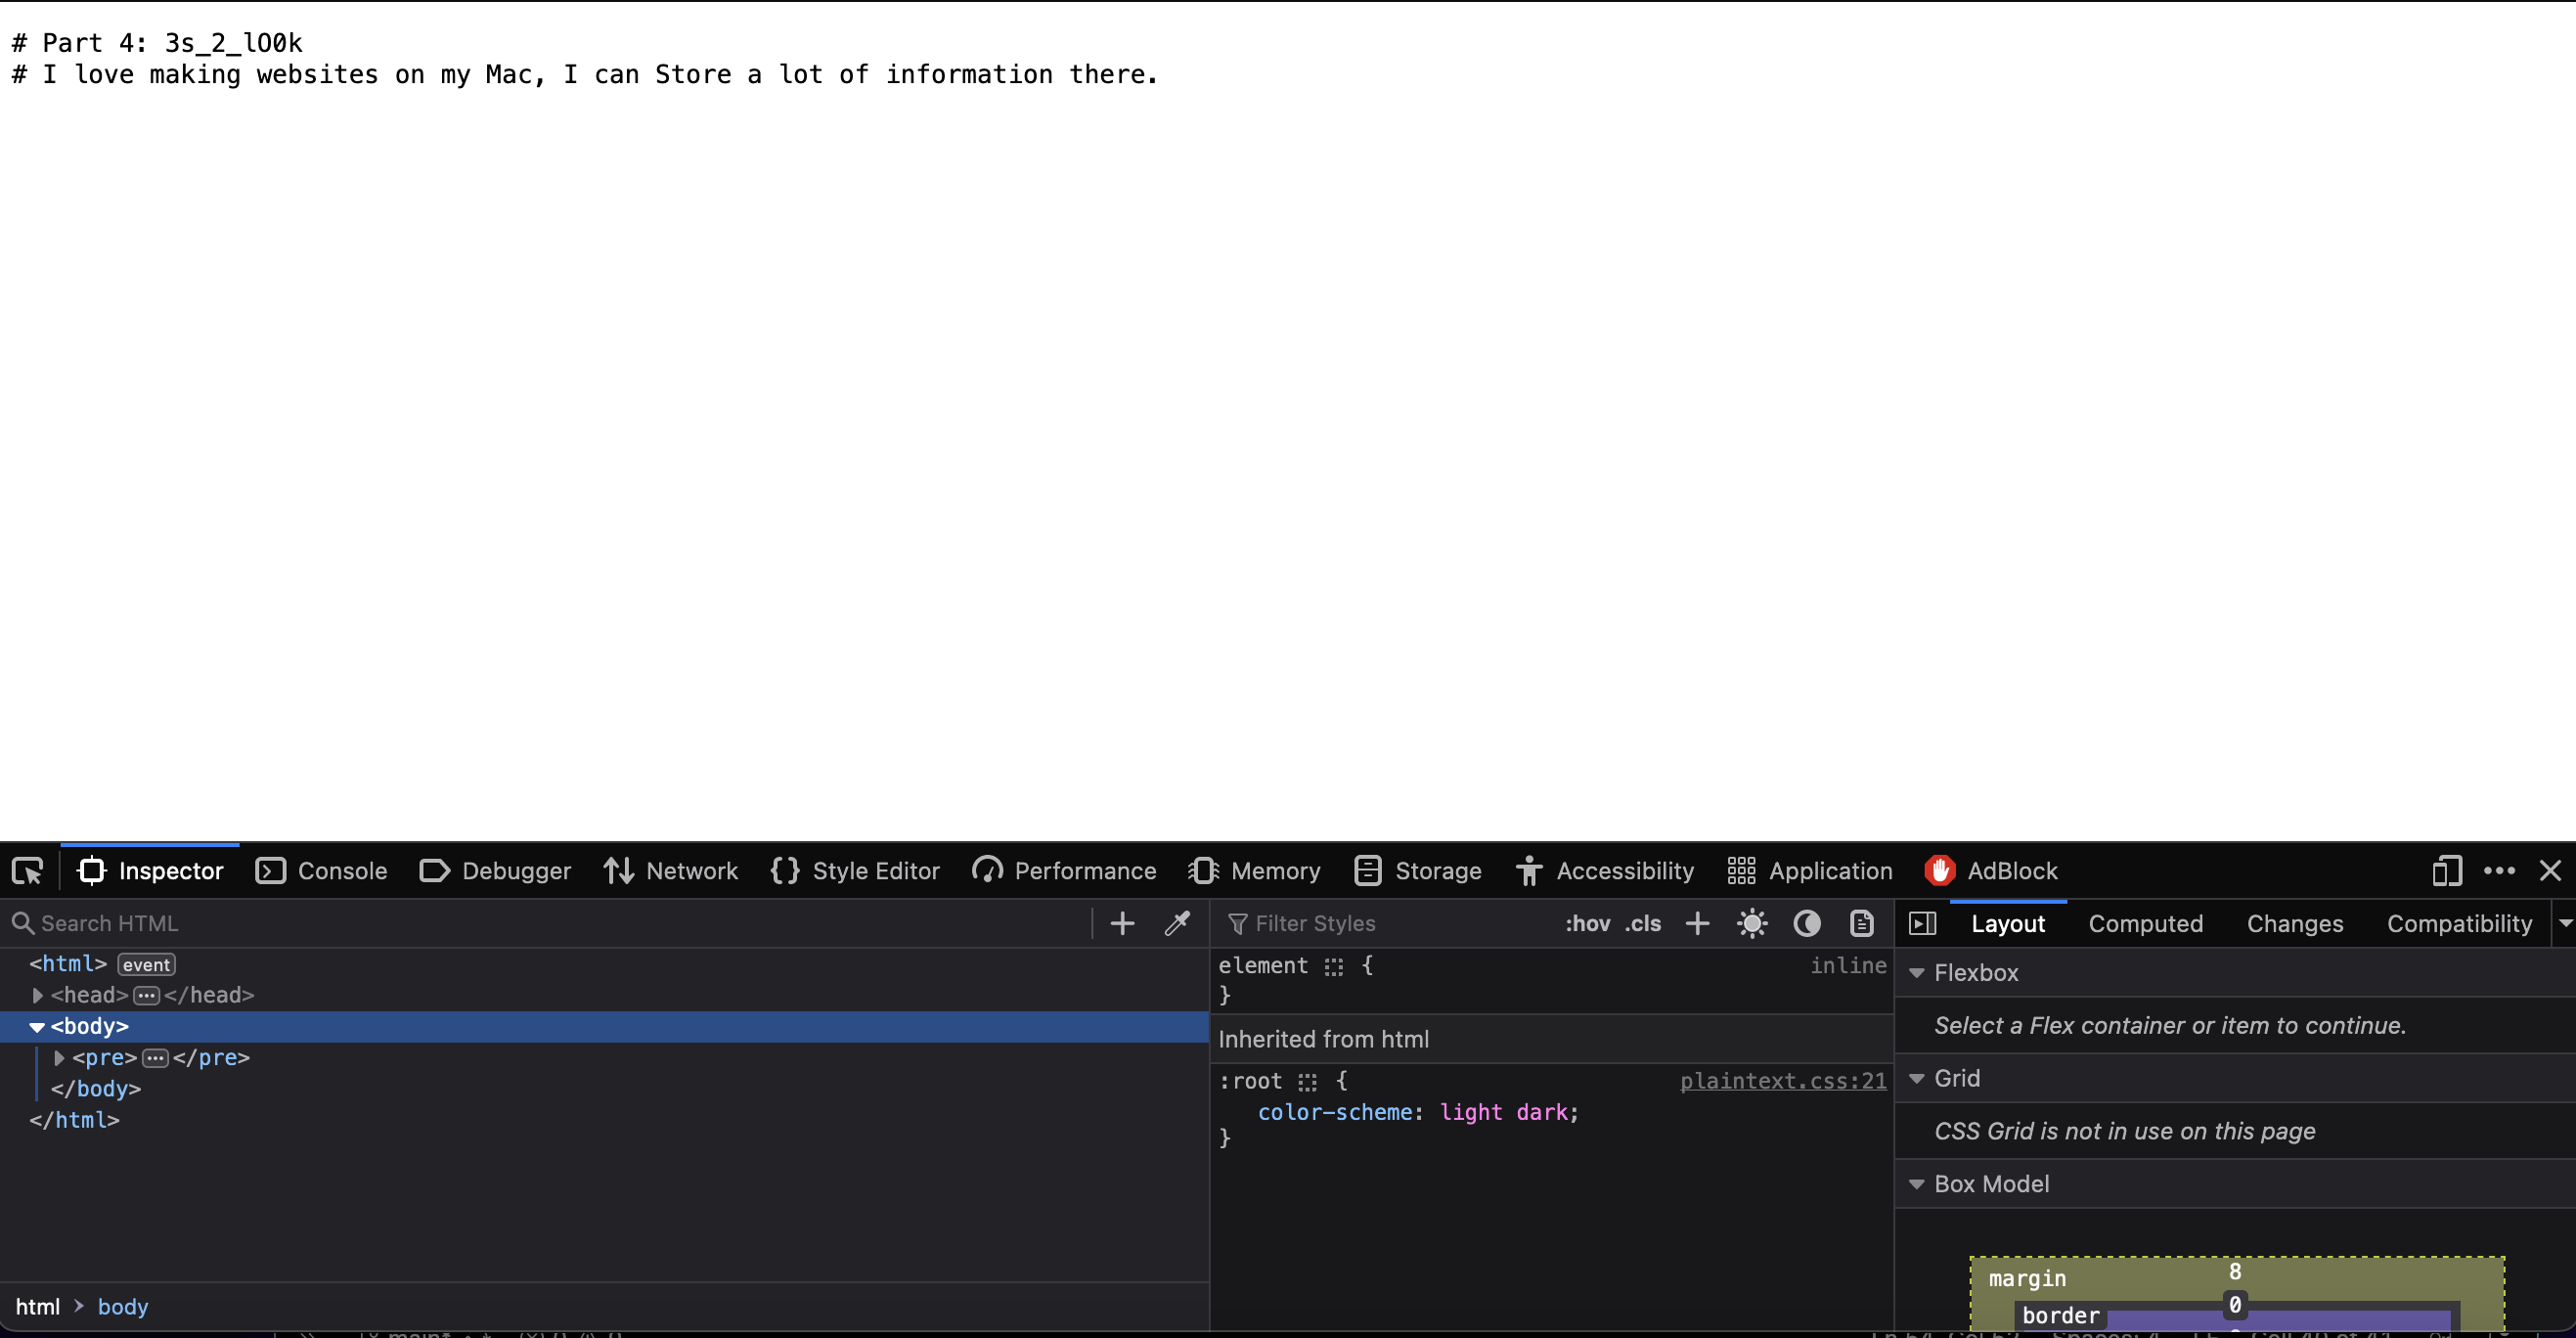 # Part 4: 3s_2_lO0k
# I love making websites on my Mac, I can Store a lot of information there.
Inspector Console Debugger Network Style Editor Performance Memory Storage Accessibility Application AdBlock
Search HTML
Filter Styles :hov .cls
Layout Computed Changes Compatibility
<html> event
<head> </head>
<body>
<pre> </pre>
</body>
</html>
html > body
element { inline
}
Inherited from html
:root { plaintext.css:21
color-scheme: light dark;
}
Flexbox
Select a Flex container or item to continue.
Grid
CSS Grid is not in use on this page
Box Model
margin 8
border 0